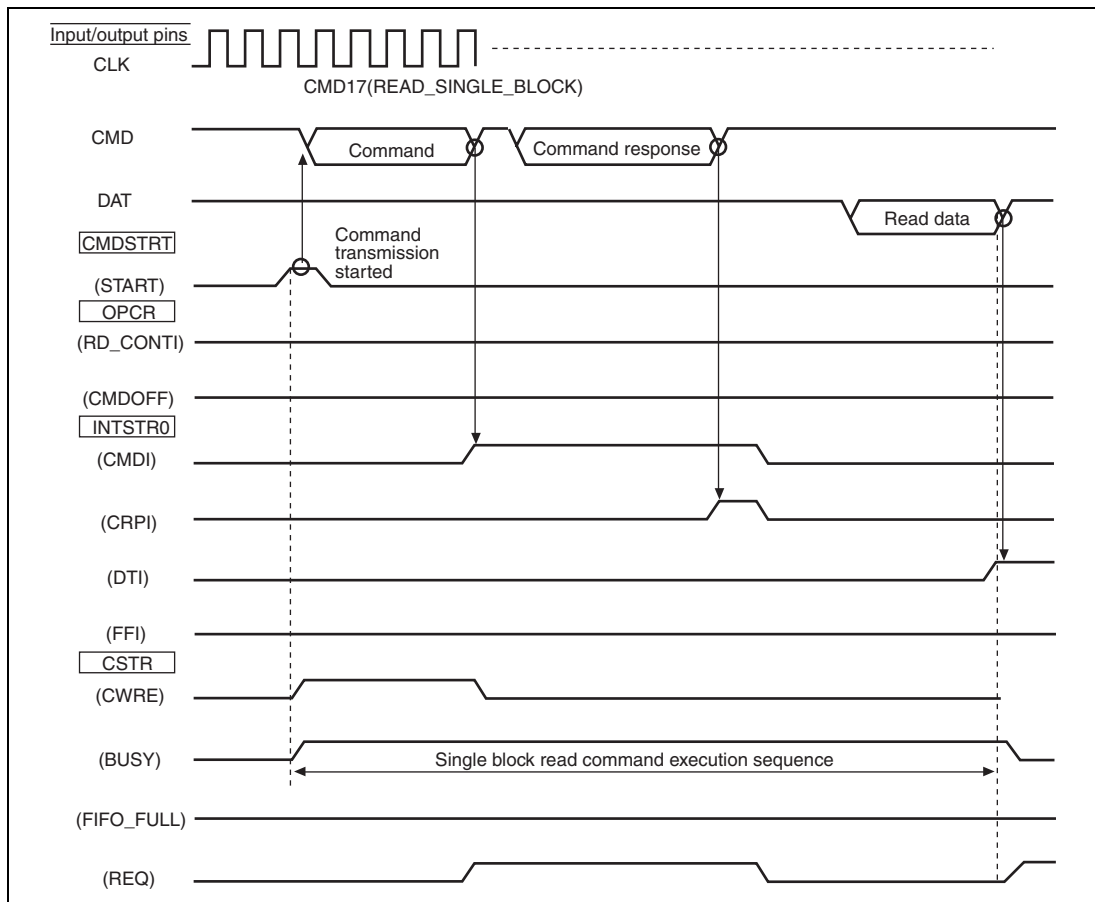 Input/output pins
CLK
CMD17(READ_SINGLE_BLOCK)
CMD
Command
Command response
DAT
Read data
CMDSTRT
Command
transmission
started
(START)
OPCR
(RD_CONTI)
(CMDOFF)
INTSTR0
(CMDI)
(CRPI)
(DTI)
(FFI)
CSTR
(CWRE)
(BUSY)
Single block read command execution sequence
(FIFO_FULL)
(REQ)